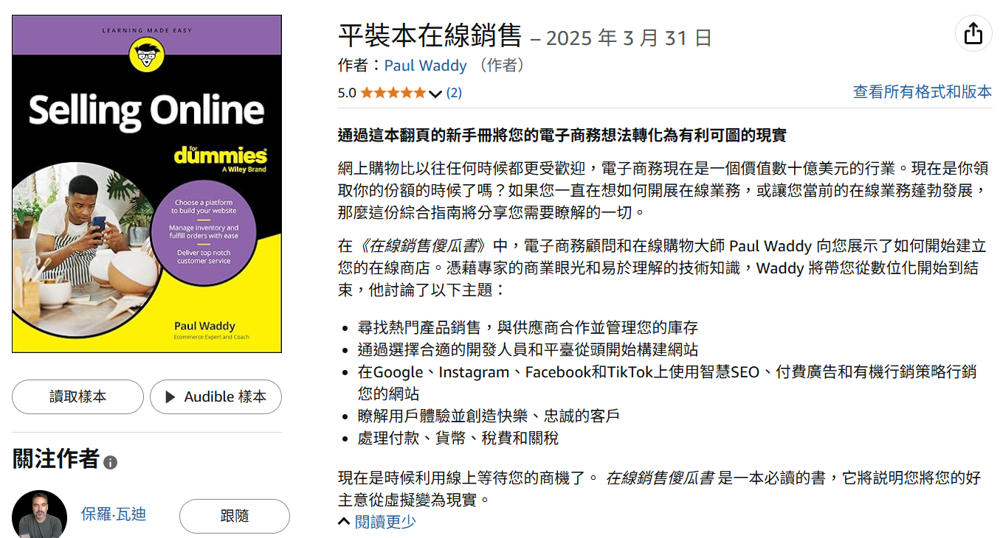 LEARNING MADE EASY
Selling Online
for
dummies
A Wiley Brand
Choose a platform
to build your website
Manage inventory and
fulfill orders with ease
Deliver top notch
customer service
Paul Waddy
Ecommerce Expert and Coach
讀取樣本
Audible 樣本
關注作者
保羅·瓦迪
跟隨
平裝本在線銷售 – 2025 年 3 月 31 日
作者：Paul Waddy （作者）
5.0 (2)
查看所有格式和版本
通過這本翻頁的新手冊將您的電子商務想法轉化為有利可圖的現實
網上購物比以往任何時候都更受歡迎，電子商務現在是一個價值數十億美元的行業。現在是你領
取你的份額的時候了嗎？如果您一直在想如何開展在線業務，或讓您當前的在線業務蓬勃發展，
那麼這份綜合指南將分享您需要瞭解的一切。
在《在線銷售傻瓜書》中，電子商務顧問和在線購物大師 Paul Waddy 向您展示了如何開始建立
您的在線商店。憑藉專家的商業眼光和易於理解的技術知識，Waddy 將帶您從數位化開始到結
束，他討論了以下主題：
• 尋找熱門產品銷售，與供應商合作並管理您的庫存
• 通過選擇合適的開發人員和平臺從頭開始構建網站
• 在Google、Instagram、Facebook和TikTok上使用智慧SEO、付費廣告和有機行銷策略行銷
您的網站
• 瞭解用戶體驗並創造快樂、忠誠的客戶
• 處理付款、貨幣、稅費和關稅
現在是時候利用線上等待您的商機了。 在線銷售傻瓜書 是一本必讀的書，它將説明您將您的好
主意從虛擬變為現實。
閱讀更少